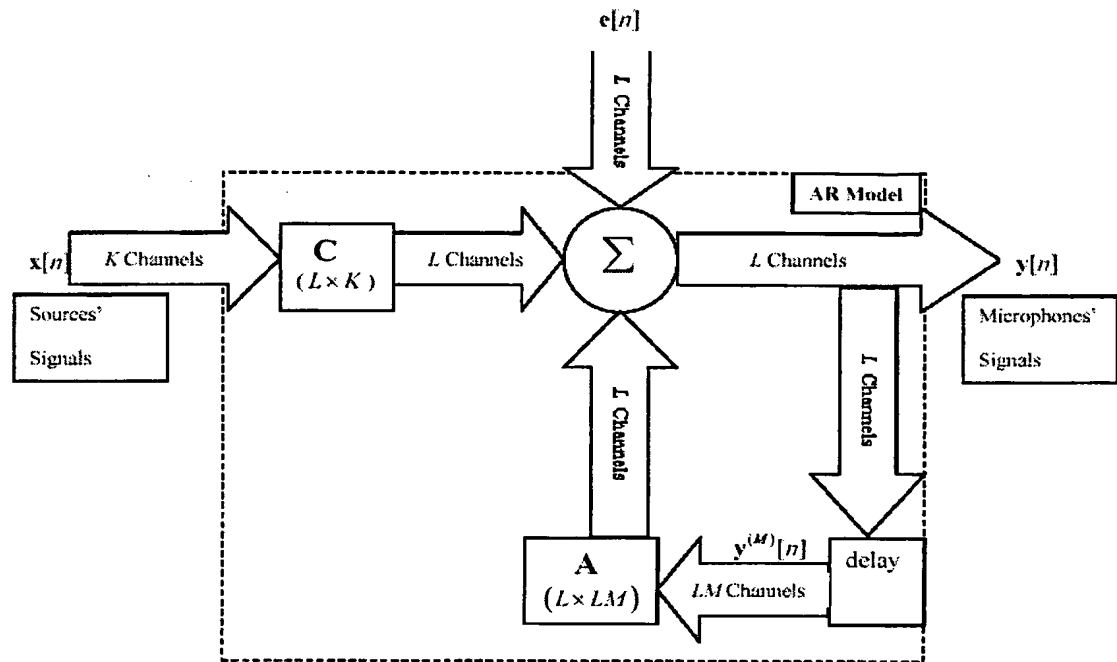 e[n]
L Channels
AR Model
x[n]
K Channels
C
(L×K)
L Channels
Σ
L Channels
y[n]
Sources'
Signals
Microphones'
Signals
L Channels
L Channels
A
(L×LM)
y^(M)[n]
LM Channels
delay